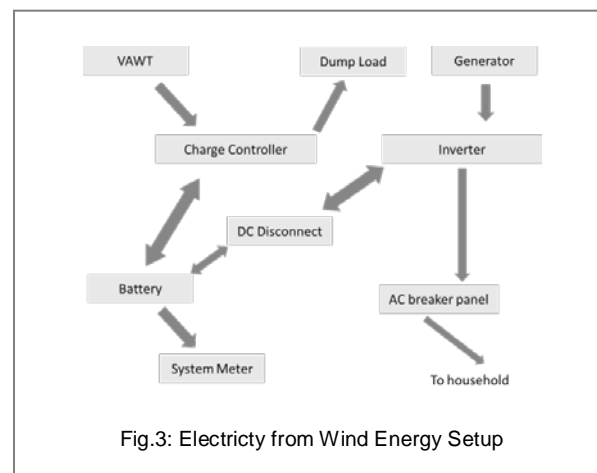 VAWT
Dump Load
Generator
Charge Controller
Inverter
DC Disconnect
Battery
AC breaker panel
System Meter
To household
Fig.3: Electricty from Wind Energy Setup